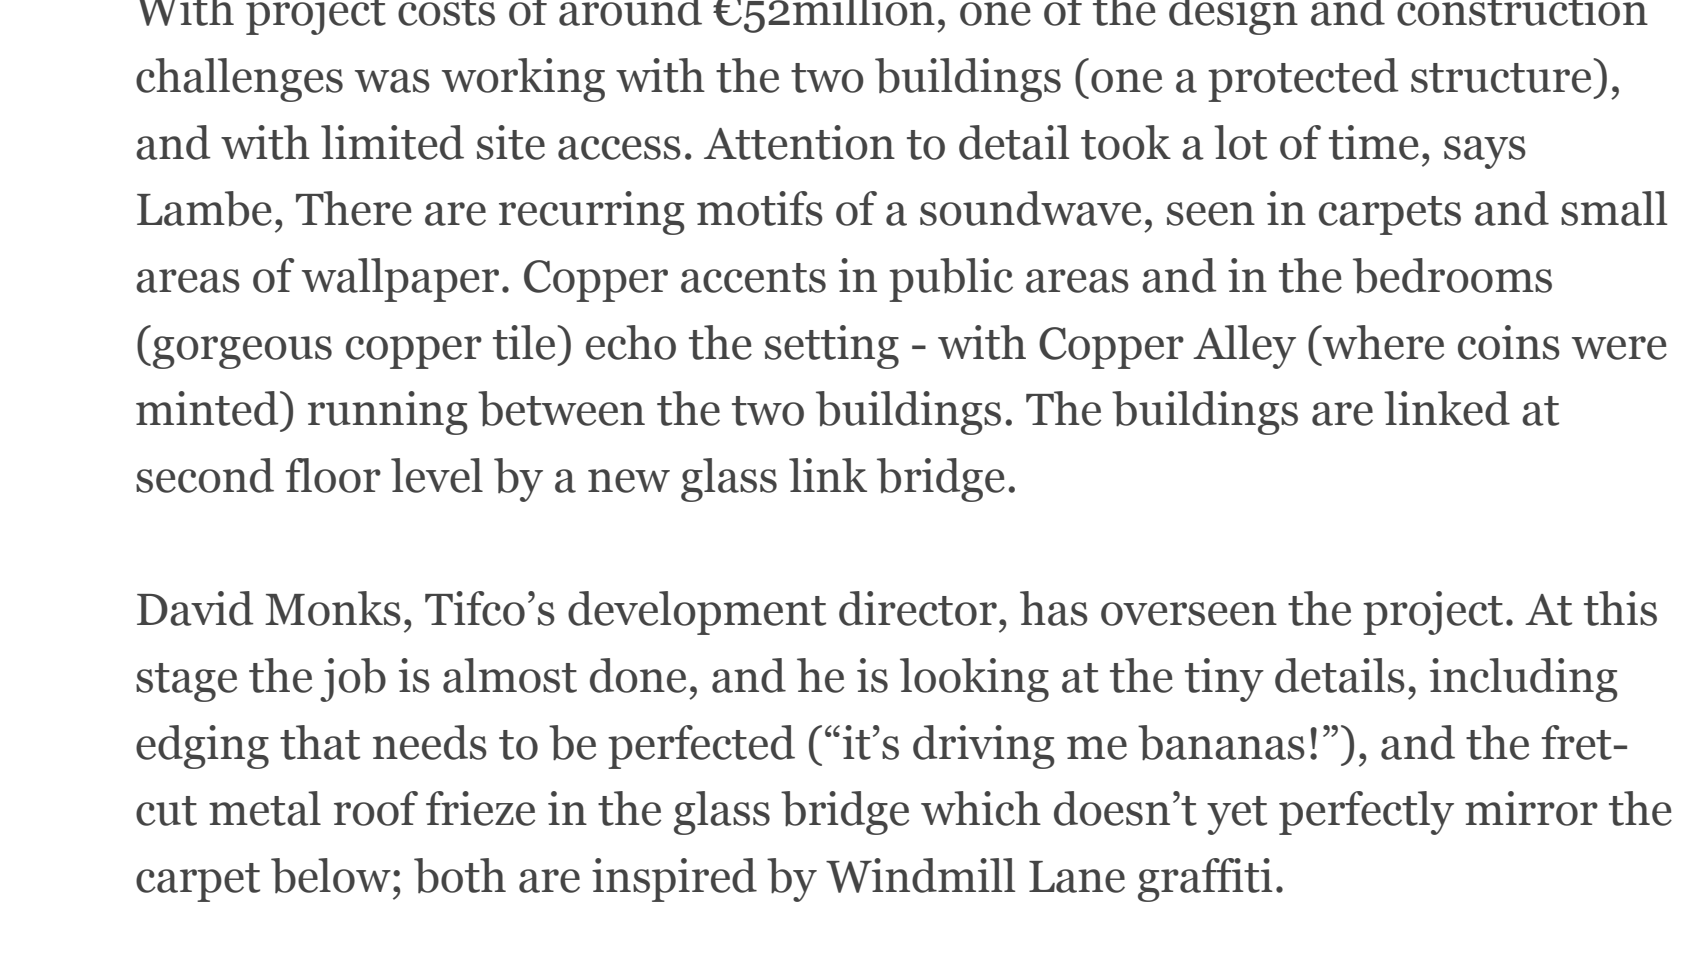 With project costs of around €52million, one of the design and construction
challenges was working with the two buildings (one a protected structure),
and with limited site access. Attention to detail took a lot of time, says
Lambe, There are recurring motifs of a soundwave, seen in carpets and small
areas of wallpaper. Copper accents in public areas and in the bedrooms
(gorgeous copper tile) echo the setting - with Copper Alley (where coins were
minted) running between the two buildings. The buildings are linked at
second floor level by a new glass link bridge.
David Monks, Tifco’s development director, has overseen the project. At this
stage the job is almost done, and he is looking at the tiny details, including
edging that needs to be perfected (“it’s driving me bananas!”), and the fret-
cut metal roof frieze in the glass bridge which doesn’t yet perfectly mirror the
carpet below; both are inspired by Windmill Lane graffiti.